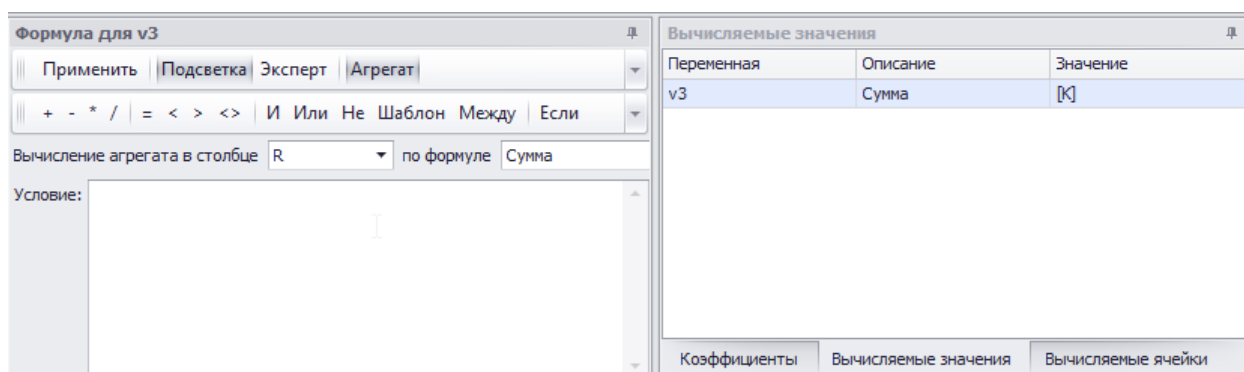 Формула для v3
Применить Подсветка Эксперт Агрегат
+ - * / = < > <> И Или Не Шаблон Между Если
Вычисление агрегата в столбце R по формуле Сумма
Условие:
Вычисляемые значения
Переменная Описание Значение
v3 Сумма [K]
Коэффициенты Вычисляемые значения Вычисляемые ячейки